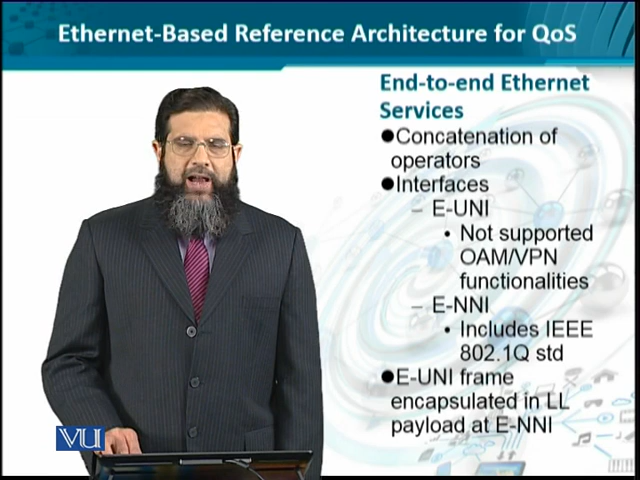 Ethernet-Based Reference Architecture for QoS
End-to-end Ethernet
Services
●Concatenation of
operators
●Interfaces
– E-UNI
• Not supported
OAM/VPN
functionalities
– E-NNI
• Includes IEEE
802.1Q std
●E-UNI frame
encapsulated in LL
payload at E-NNI
VU